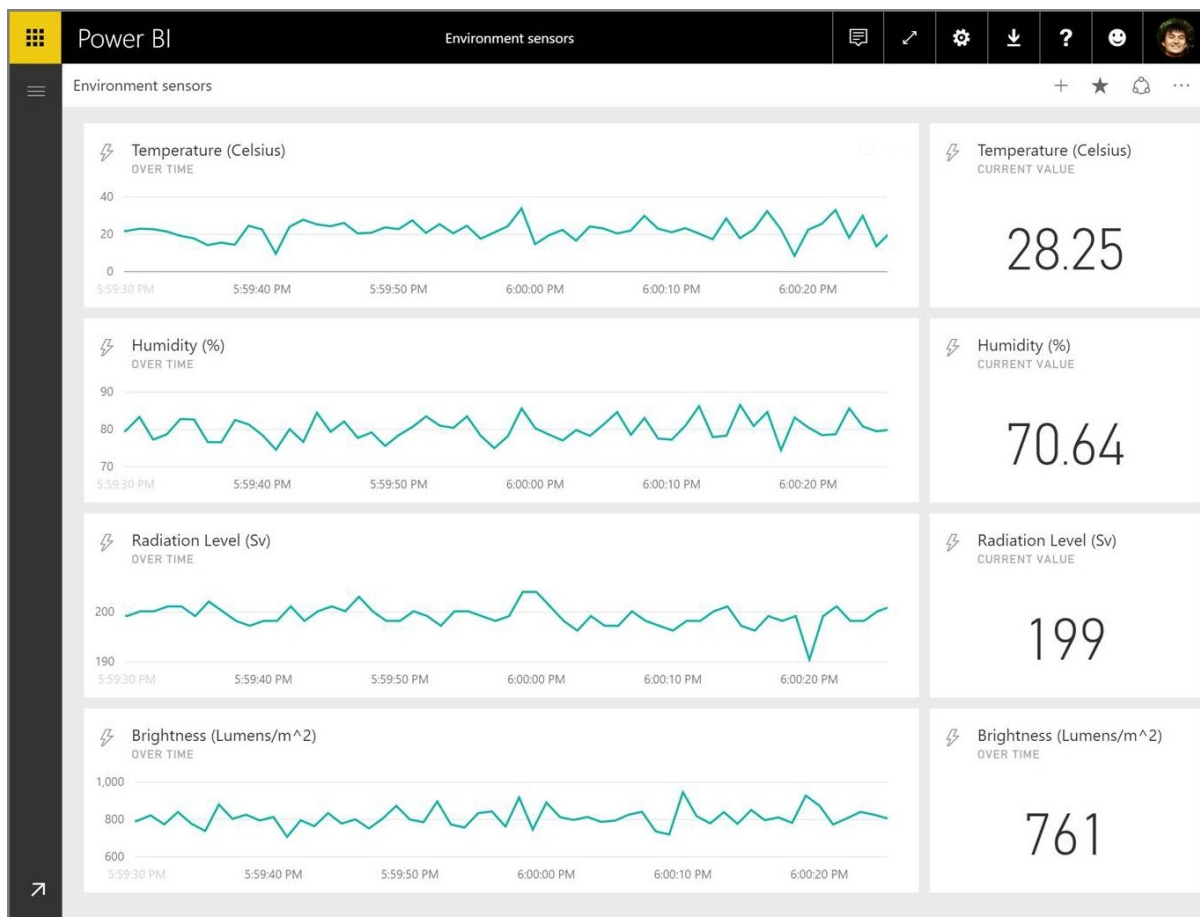 Power BI
Environment sensors
?
Environment sensors
Temperature (Celsius)
OVER TIME
40
20
0
5:59:30 PM 5:59:40 PM 5:59:50 PM 6:00:00 PM 6:00:10 PM 6:00:20 PM
Temperature (Celsius)
CURRENT VALUE
28.25
Humidity (%)
OVER TIME
90
80
70
5:59:30 PM 5:59:40 PM 5:59:50 PM 6:00:00 PM 6:00:10 PM 6:00:20 PM
Humidity (%)
CURRENT VALUE
70.64
Radiation Level (Sv)
OVER TIME
200
190
5:59:30 PM 5:59:40 PM 5:59:50 PM 6:00:00 PM 6:00:10 PM 6:00:20 PM
Radiation Level (Sv)
CURRENT VALUE
199
Brightness (Lumens/m^2)
OVER TIME
1,000
800
600
5:59:30 PM 5:59:40 PM 5:59:50 PM 6:00:00 PM 6:00:10 PM 6:00:20 PM
Brightness (Lumens/m^2)
OVER TIME
761